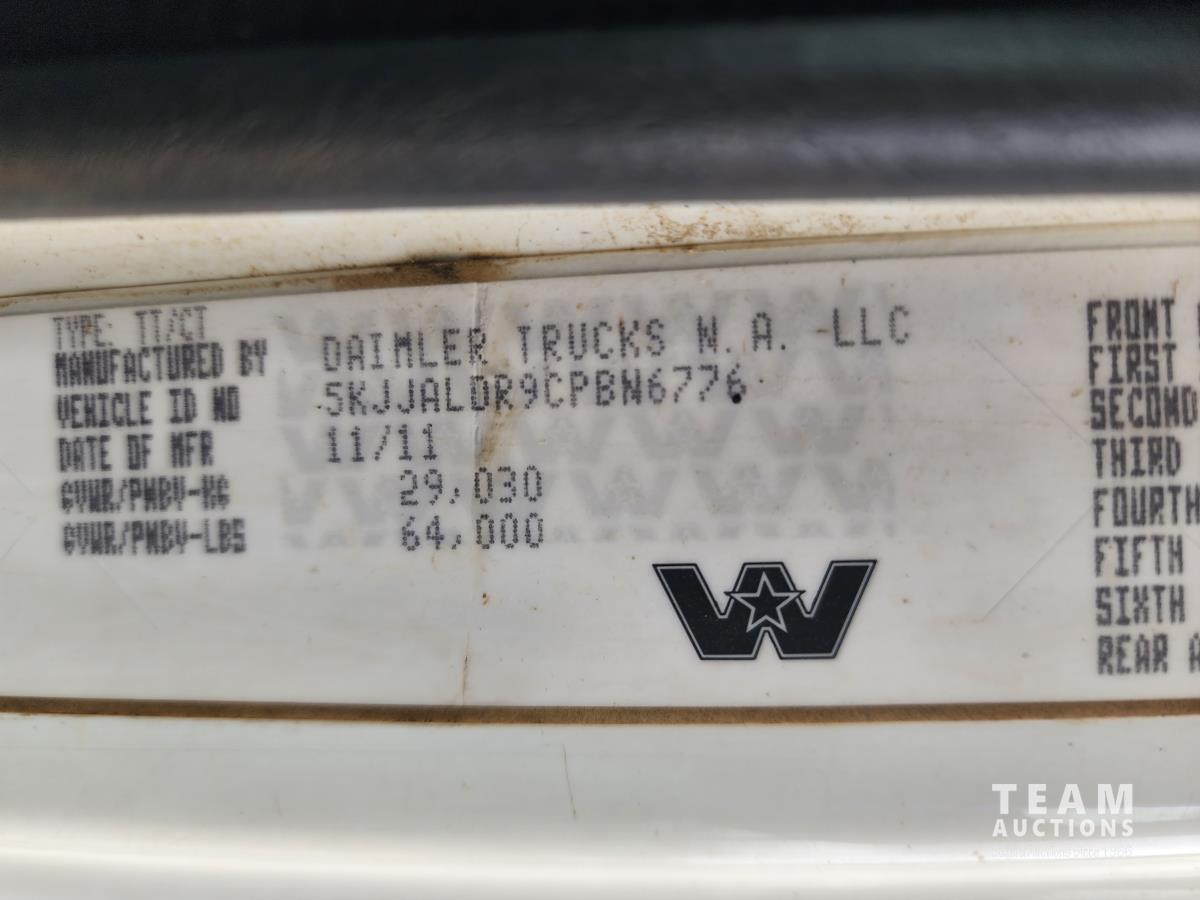 TYPE: TT/CT
MANUFACTURED BY DAIMLER TRUCKS N.A. LLC
VEHICLE ID NO 5KJJALDR9CPBN6776
DATE OF MFR 11/11
GVWR/PNBV-KG 29,030
GVWR/PNBV-LBS 64,000
FRONT
FIRST
SECOND
THIRD
FOURTH
FIFTH
SIXTH
REAR A
TEAM
AUCTIONS